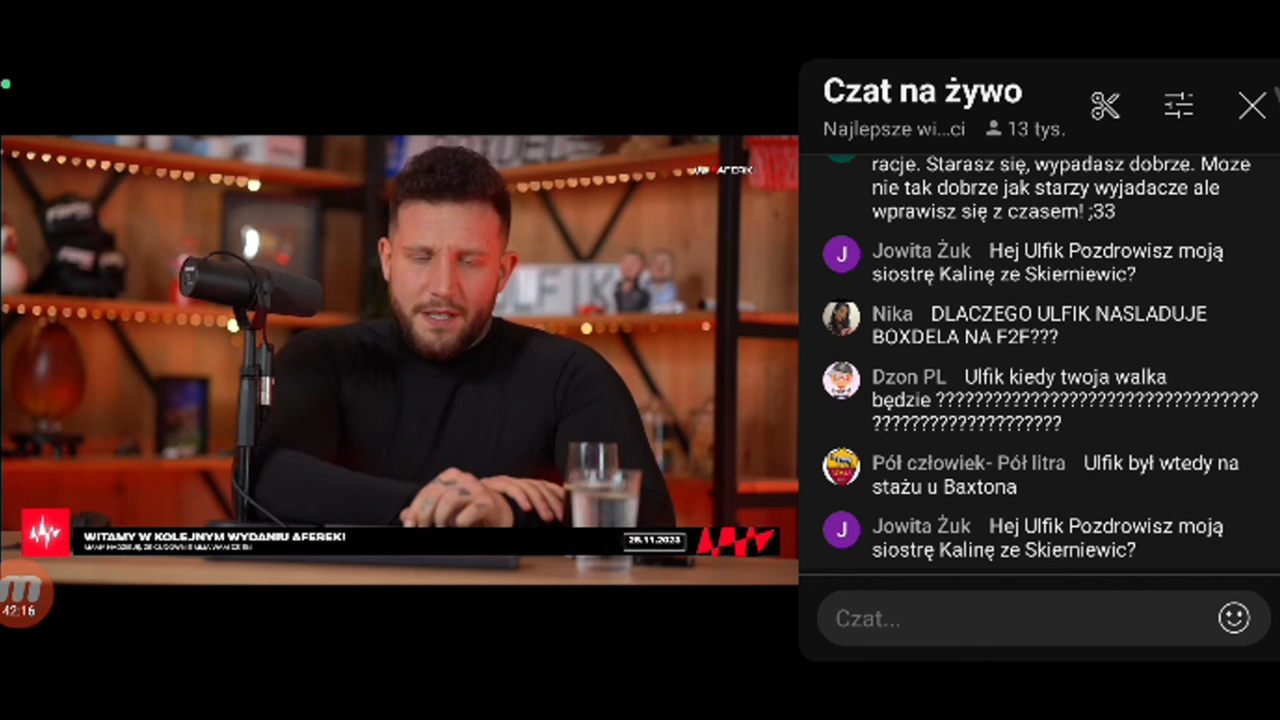 Czat na żywo
Najlepsze wi...ci 13 tys.
racje. Starasz się, wypadasz dobrze. Moze
nie tak dobrze jak starzy wyjadacze ale
wprawisz się z czasem! ;33
J Jowita Żuk Hej Ulfik Pozdrowisz moją
siostrę Kalinę ze Skierniewic?
Nika DLACZEGO ULFIK NASLADUJE
BOXDELA NA F2F???
Dzon PL Ulfik kiedy twoja walka
będzie ??????????????????????????????????
????????????????????
Pół człowiek- Pół litra Ulfik był wtedy na
stażu u Baxtona
J Jowita Żuk Hej Ulfik Pozdrowisz moją
siostrę Kalinę ze Skierniewic?
Czat...
WITAMY W KOLEJNYM WYDANIU AFEREK!
26.11.2023
m
42:16